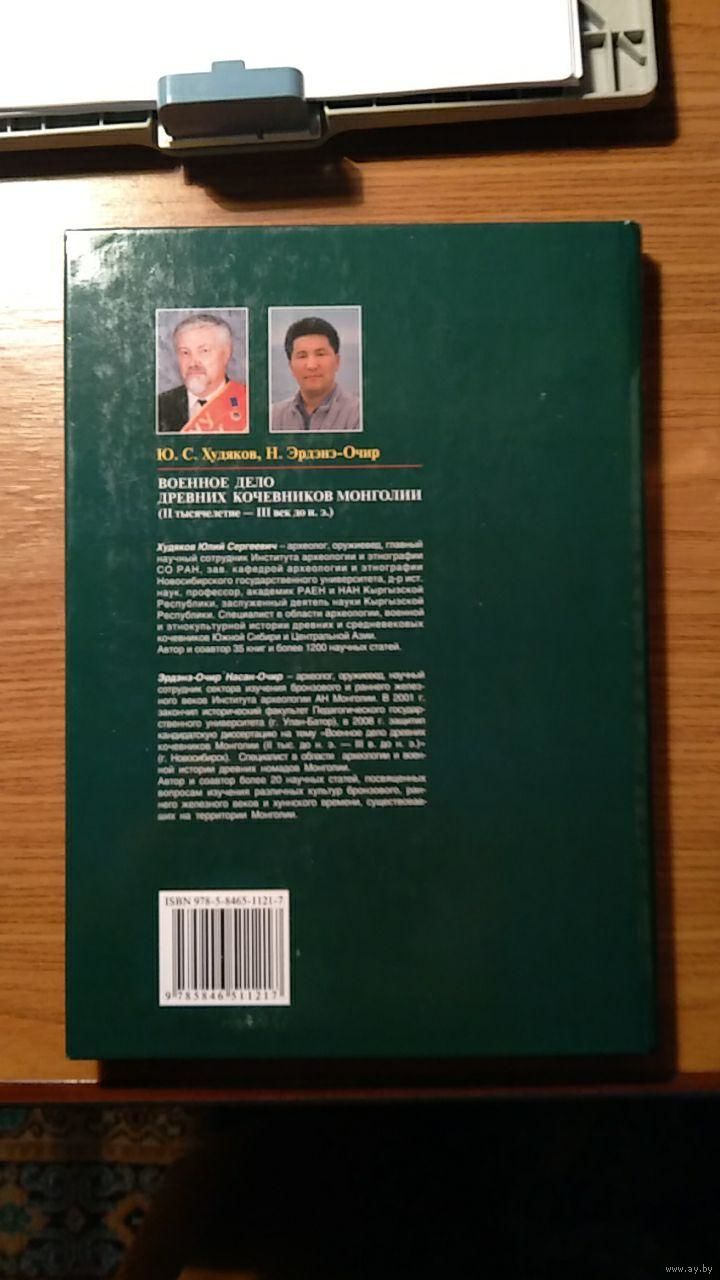 Ю. С. Худяков, Н. Эрдэнэ-Очир
ВОЕННОЕ ДЕЛО
ДРЕВНИХ КОЧЕВНИКОВ МОНГОЛИИ
(II тысячелетие — III век до н. э.)
Худяков Юлий Сергеевич – археолог, оружиевед, главный
научный сотрудник Института археологии и этнографии
СО РАН, зав. кафедрой археологии и этнографии
Новосибирского государственного университета, д-р ист.
наук, профессор, академик РАЕН и НАН Кыргызской
Республики, заслуженный деятель науки Кыргызской
Республики. Специалист в области археологии, военной
и этнокультурной истории древних и средневековых
кочевников Южной Сибири и Центральной Азии.
Автор и соавтор 35 книг и более 1200 научных статей.
Эрдэнэ-Очир Насан-Очир – археолог, оружиевед, научный
сотрудник сектора изучения бронзового и раннего желез-
ного веков Института археологии АН Монголии. В 2001 г.
закончил исторический факультет Педагогического государ-
ственного университета (г. Улан-Батор), в 2008 г. защитил
кандидатскую диссертацию на тему «Военное дело древних
кочевников Монголии (II тыс. до н. э. — III в. до н. э.)»
(г. Новосибирск). Специалист в области археологии и воен-
ной истории древних номадов Монголии.
Автор и соавтор более 20 научных статей, посвященных
вопросам изучения различных культур бронзового, ран-
него железного веков и хуннского времени, существовав-
ших на территории Монголии.
ISBN 978-5-8465-1121-7
9 785846 511217
www.ay.by